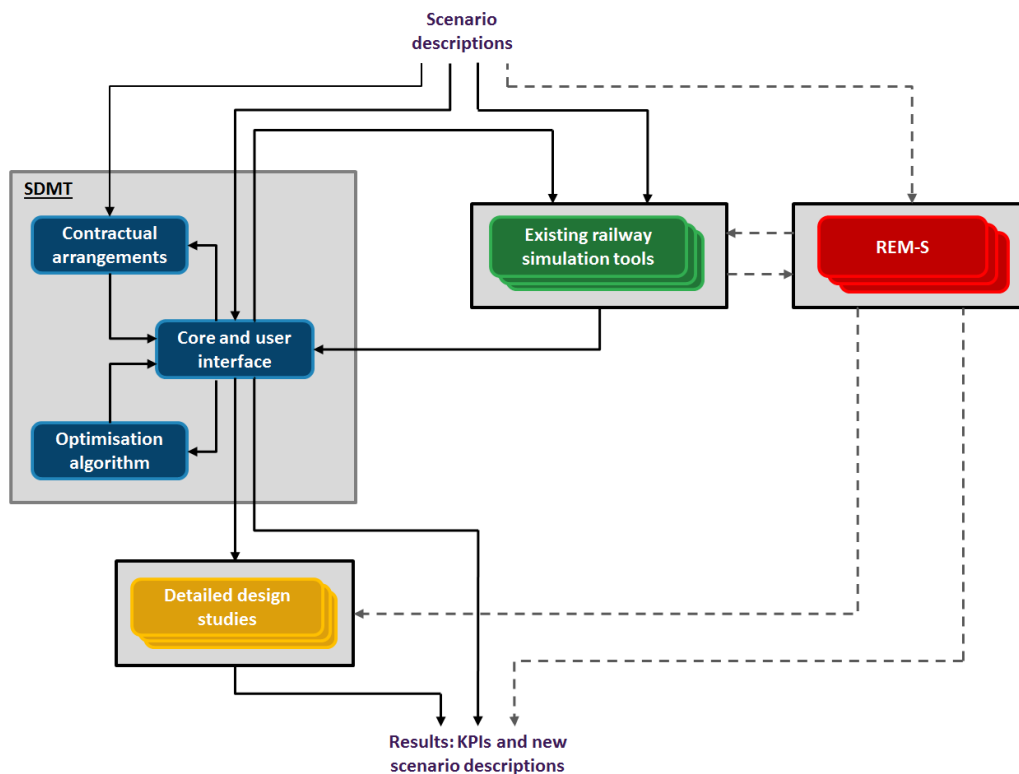 Scenario
descriptions
SDMT
Contractual
arrangements
Existing railway
simulation tools
REM-S
Core and user
interface
Optimisation
algorithm
Detailed design
studies
Results: KPIs and new
scenario descriptions